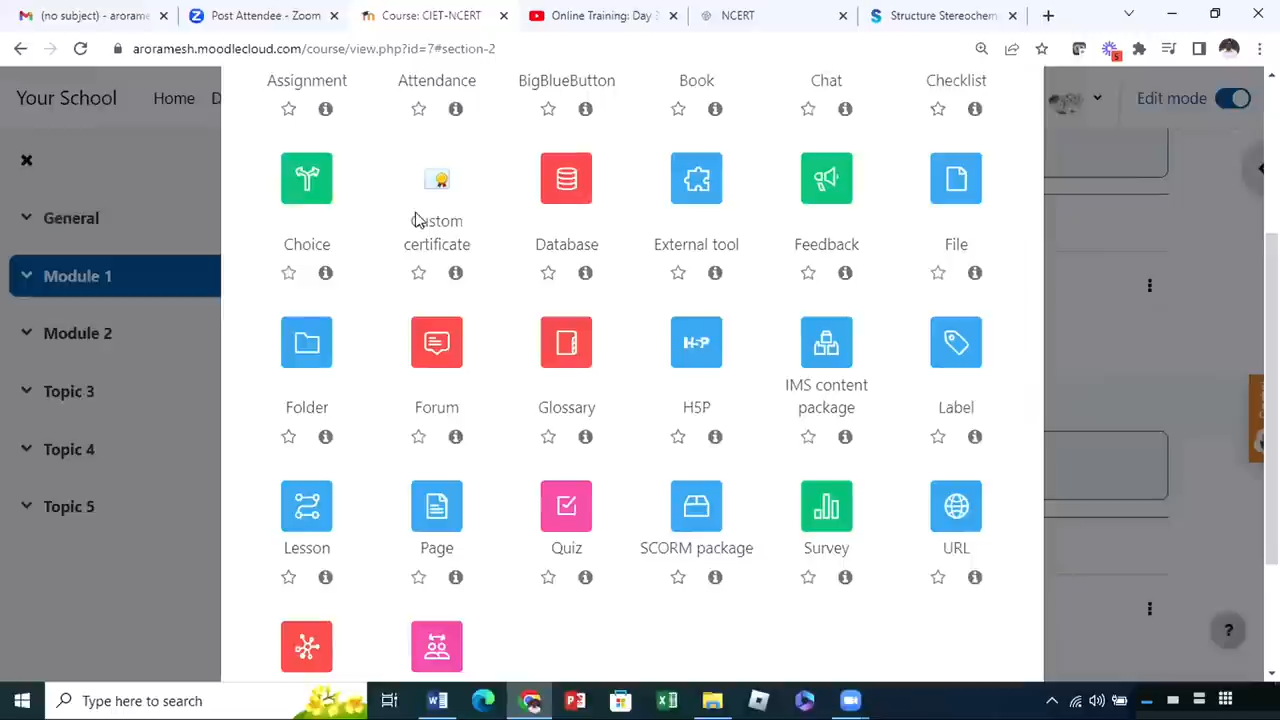 (no subject) - arorame
Post Attendee - Zoom
Course: CIET-NCERT
Online Training: Day
NCERT
Structure Stereochem
aroramesh.moodlecloud.com/course/view.php?id=7#section-2
Your School
Home
D
Edit mode
Assignment
Attendance
BigBlueButton
Book
Chat
Checklist
General
Module 1
Module 2
Topic 3
Topic 4
Topic 5
Choice
Custom
certificate
Database
External tool
Feedback
File
Folder
Forum
Glossary
H5P
H5P
IMS content
package
Label
Lesson
Page
Quiz
SCORM package
Survey
URL
?
Type here to search